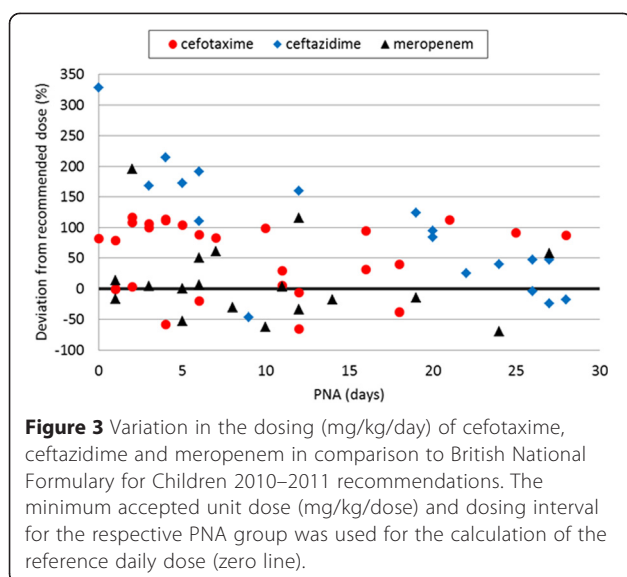 cefotaxime ceftazidime meropenem
350
300
250
200
150
100
50
0
-50
-100
Deviation from recommended dose (%)
0 5 10 15 20 25 30
PNA (days)
Figure 3 Variation in the dosing (mg/kg/day) of cefotaxime,
ceftazidime and meropenem in comparison to British National
Formulary for Children 2010–2011 recommendations. The
minimum accepted unit dose (mg/kg/dose) and dosing interval
for the respective PNA group was used for the calculation of the
reference daily dose (zero line).